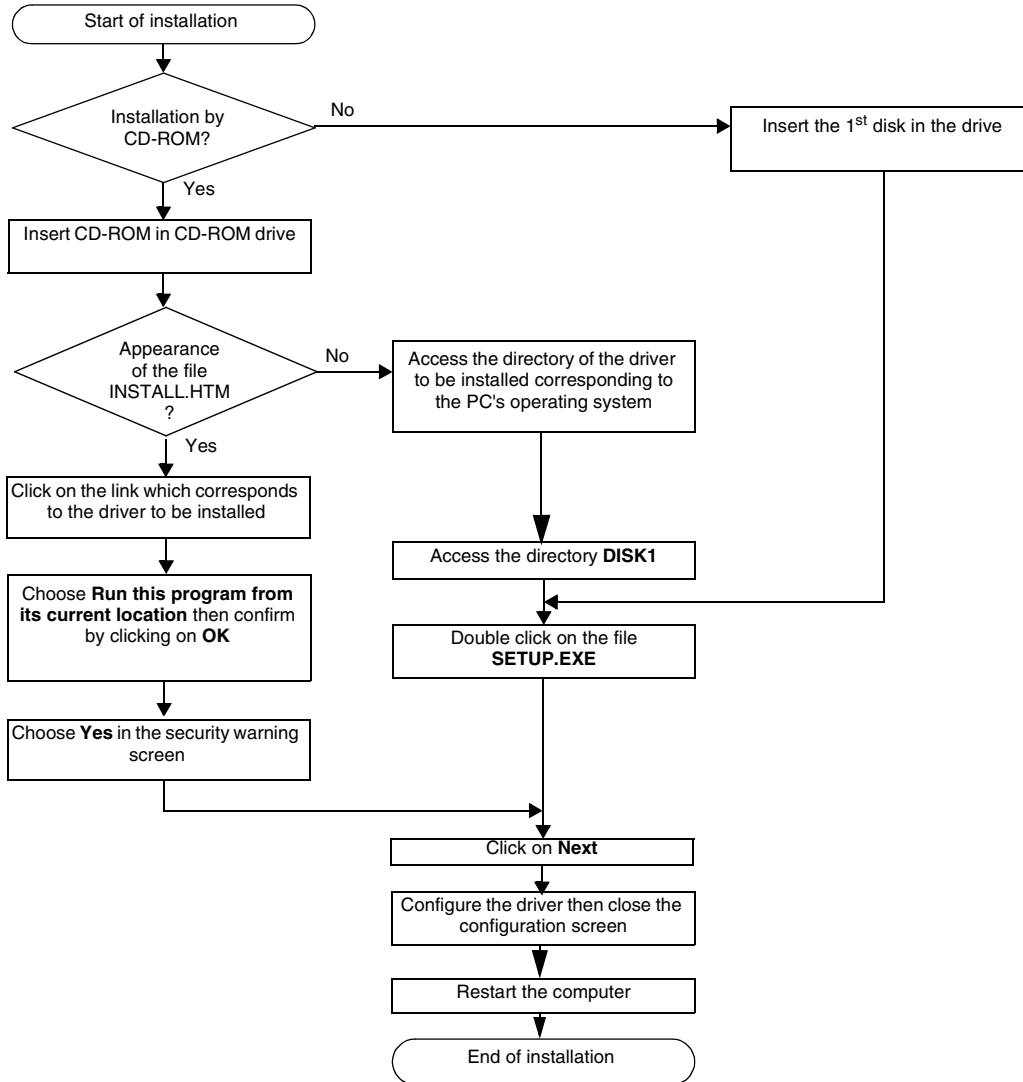 Start of installation
Installation by
CD-ROM?
No
Insert the 1st disk in the drive
Yes
Insert CD-ROM in CD-ROM drive
Appearance
of the file
INSTALL.HTM
?
No
Access the directory of the driver
to be installed corresponding to
the PC's operating system
Yes
Click on the link which corresponds
to the driver to be installed
Access the directory DISK1
Choose Run this program from
its current location then confirm
by clicking on OK
Double click on the file
SETUP.EXE
Choose Yes in the security warning
screen
Click on Next
Configure the driver then close the
configuration screen
Restart the computer
End of installation